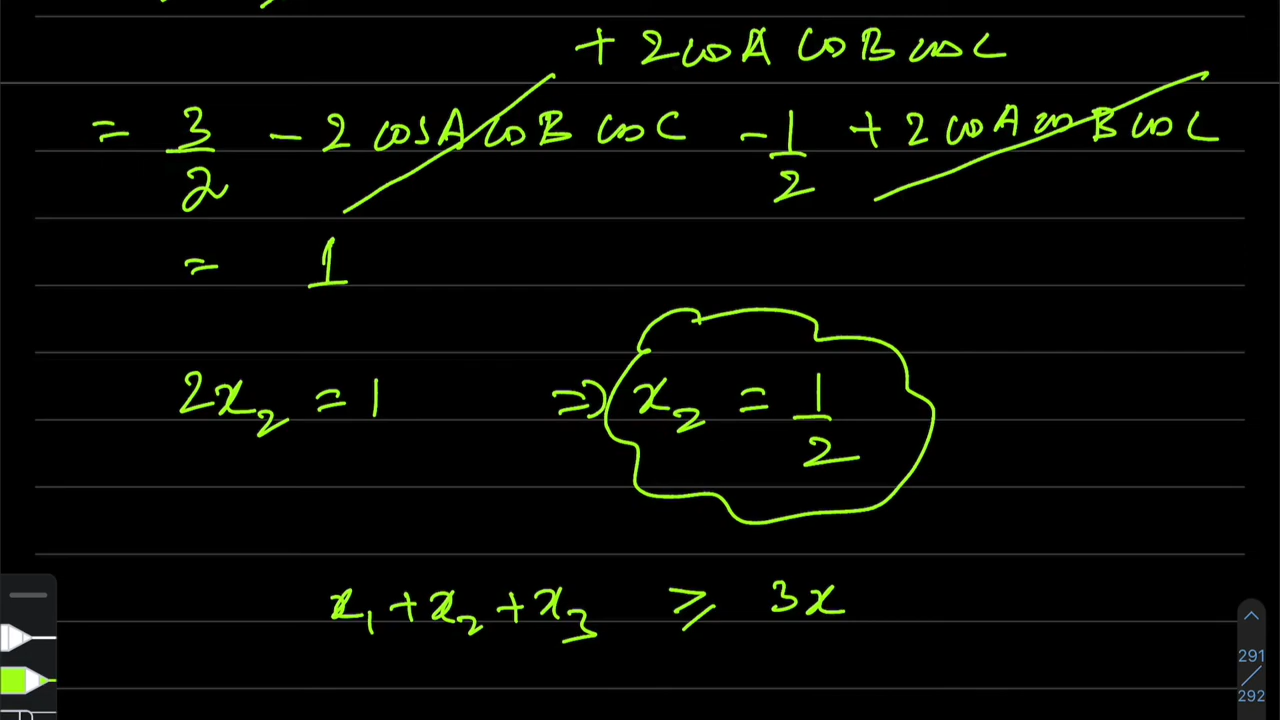 + 2 cos A cos B cos C
= 3/2 - 2 cos A cos B cos C - 1/2 + 2 cos A cos B cos C
= 1
2x₂ = 1 ⇒ x₂ = 1/2
x₁ + x₂ + x₃ ⩾ 3x
291
292